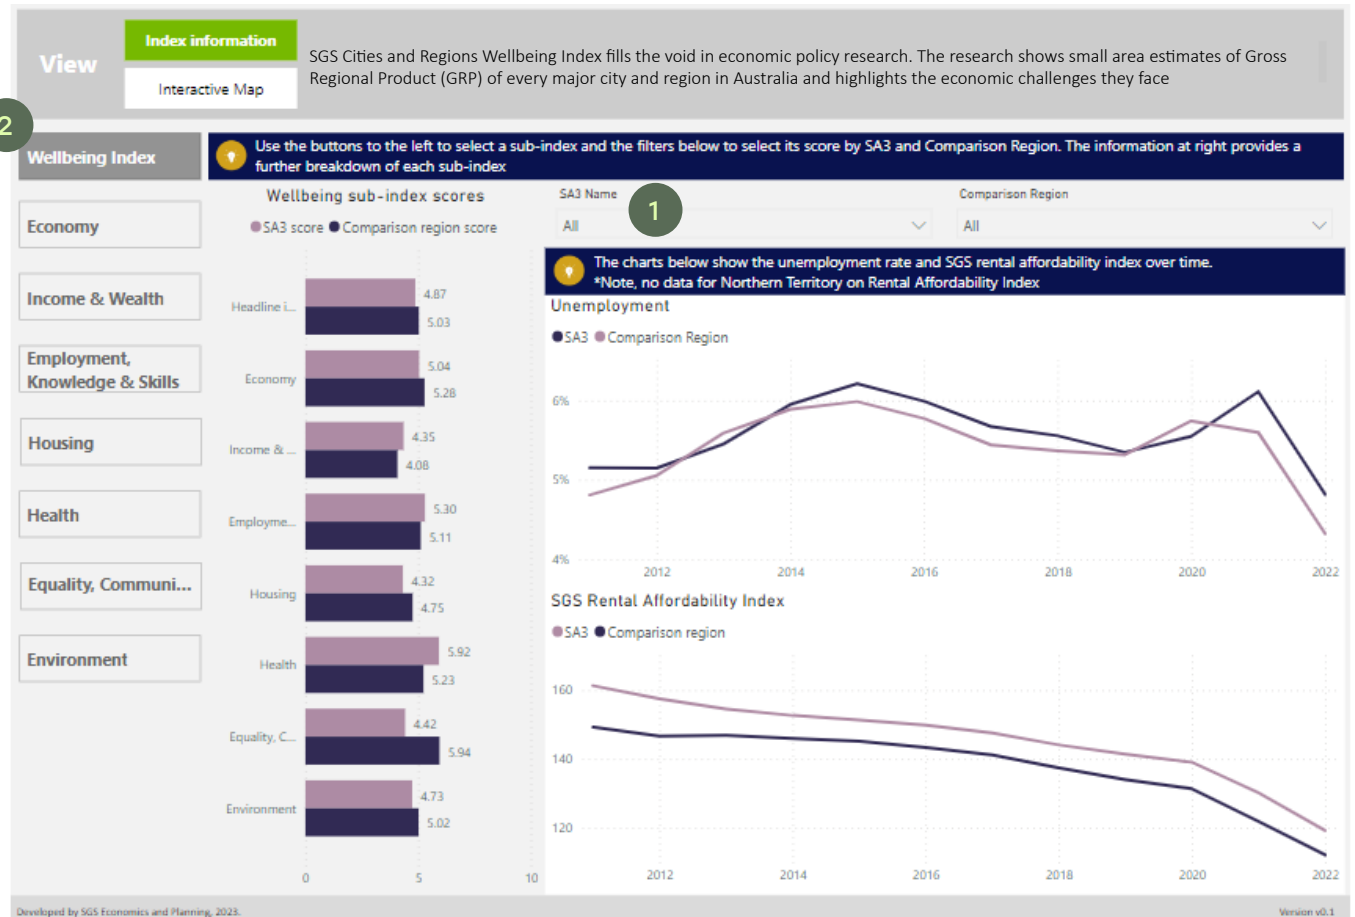 View
Index information
Interactive Map
SGS Cities and Regions Wellbeing Index fills the void in economic policy research. The research shows small area estimates of Gross
Regional Product (GRP) of every major city and region in Australia and highlights the economic challenges they face
2
Wellbeing Index
Economy
Income & Wealth
Employment,
Knowledge & Skills
Housing
Health
Equality, Communi...
Environment
Use the buttons to the left to select a sub-index and the filters below to select its score by SA3 and Comparison Region. The information at right provides a
further breakdown of each sub-index
Wellbeing sub-index scores
SA3 score Comparison region score
Headline i...
4.87
5.03
Economy
5.04
5.28
Income & ...
4.35
4.08
Employme...
5.30
5.11
Housing
4.32
4.75
Health
5.92
5.23
Equality, C...
4.42
5.94
Environment
4.73
5.02
0 5 10
SA3 Name
All
1
Comparison Region
All
The charts below show the unemployment rate and SGS rental affordability index over time.
*Note, no data for Northern Territory on Rental Affordability Index
Unemployment
SA3 Comparison Region
6%
5%
4%
2012 2014 2016 2018 2020 2022
SGS Rental Affordability Index
SA3 Comparison region
160
140
120
2012 2014 2016 2018 2020 2022
Developed by SGS Economics and Planning, 2023.
Version v0.1